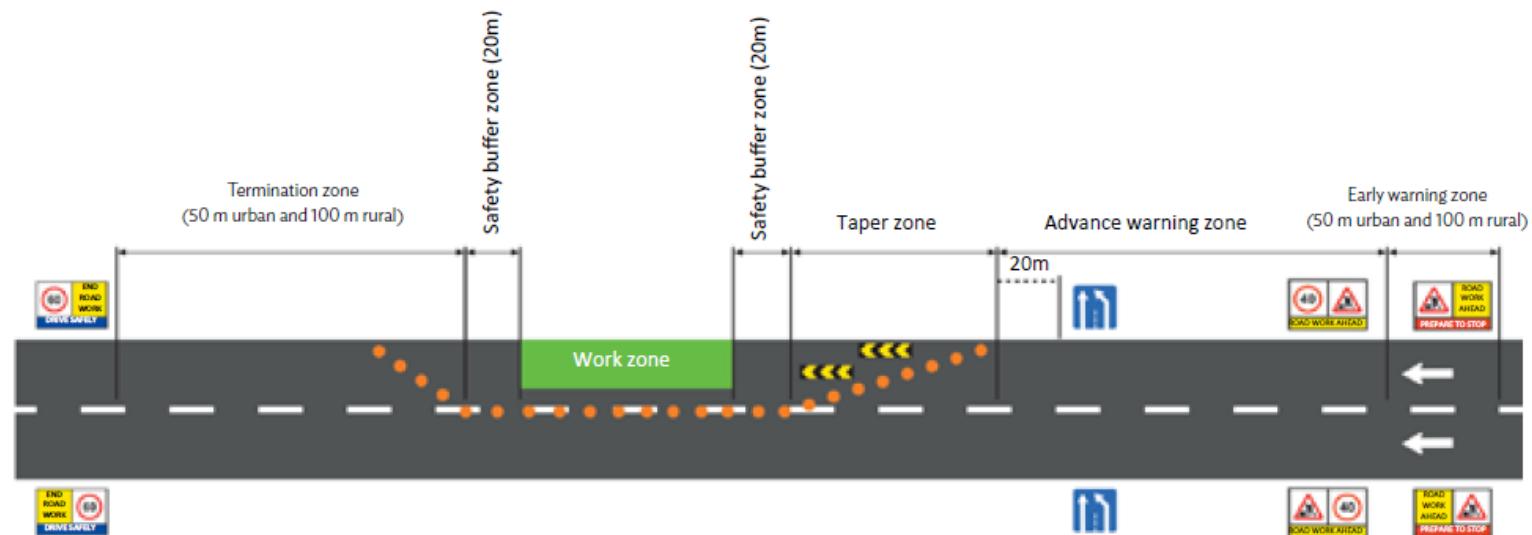 Safety buffer zone (20m)
Safety buffer zone (20m)
Termination zone
(50 m urban and 100 m rural)
Taper zone
Advance warning zone
Early warning zone
(50 m urban and 100 m rural)
20m
60
END
ROAD
WORK
DRIVE SAFELY
40
ROAD WORK AHEAD
ROAD
WORK
AHEAD
PREPARE TO STOP
Work zone
END
ROAD
WORK
60
DRIVE SAFELY
40
ROAD WORK AHEAD
ROAD
WORK
AHEAD
PREPARE TO STOP